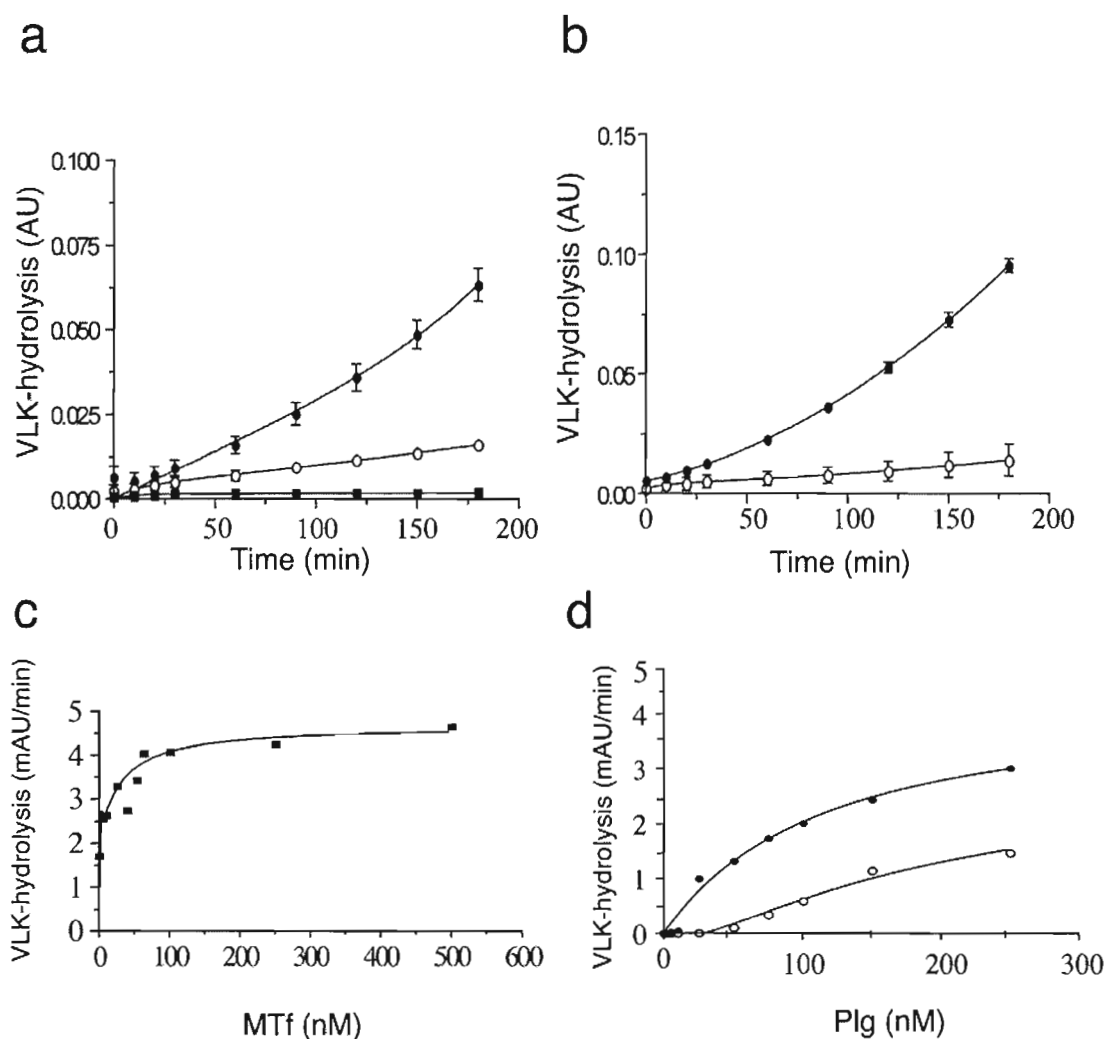 a
VLK-hydrolysis (AU)
0.100
0.075
0.050
0.025
0.000
0 50 100 150 200
Time (min)
b
VLK-hydrolysis (AU)
0.15
0.10
0.05
0.00
0 50 100 150 200
Time (min)
c
VLK-hydrolysis (mAU/min)
5
4
3
2
1
0
0 100 200 300 400 500 600
MTf (nM)
d
VLK-hydrolysis (mAU/min)
5
4
3
2
1
0
0 100 200 300
Plg (nM)